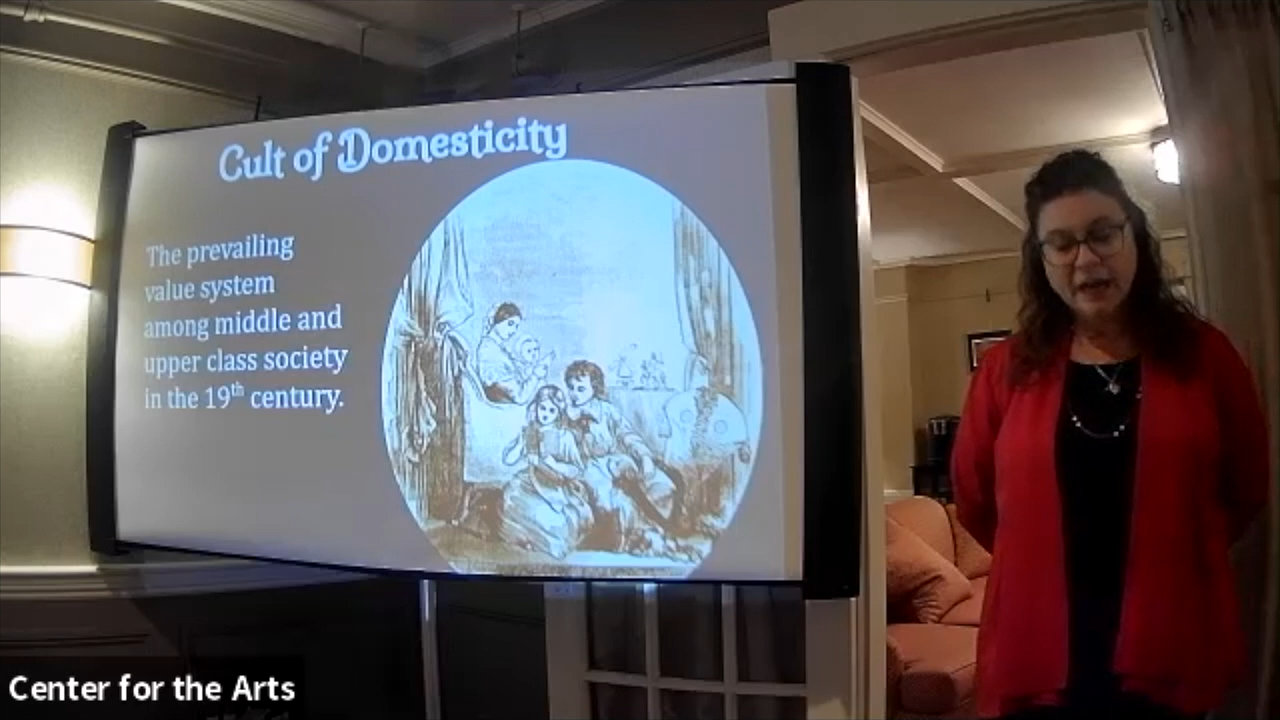 Cult of Domesticity
The prevailing
value system
among middle and
upper class society
in the 19th century.
Center for the Arts